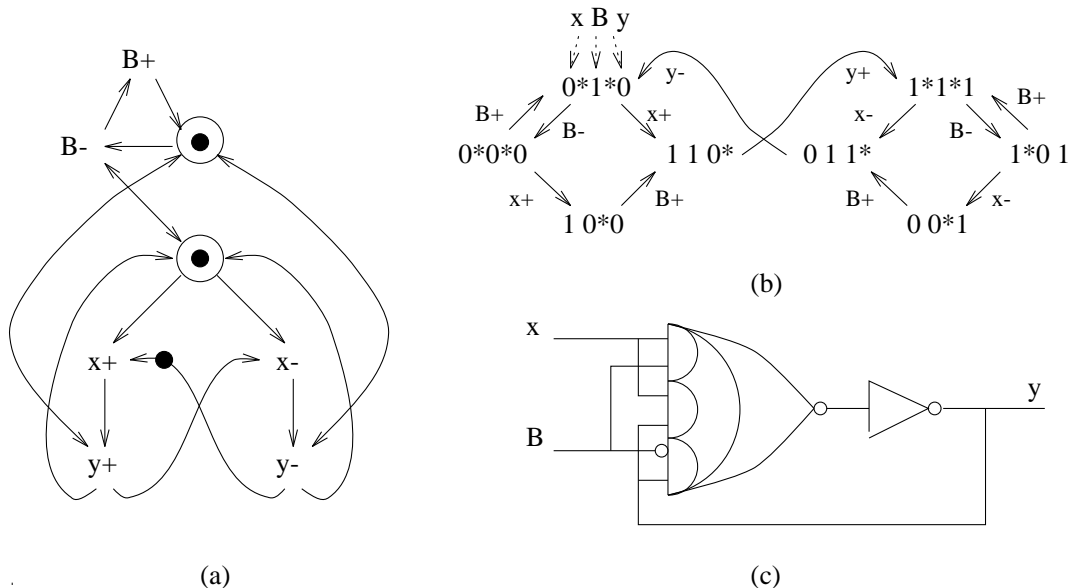 B+
B-
x+
x-
y+
y-
(a)
x B y
0*1*0
y-
y+
1*1*1
B+
B-
x+
x-
B-
B+
0*0*0
1 1 0*
0 1 1*
1*0 1
x+
B+
B+
x-
1 0*0
0 0*1
(b)
x
B
y
(c)